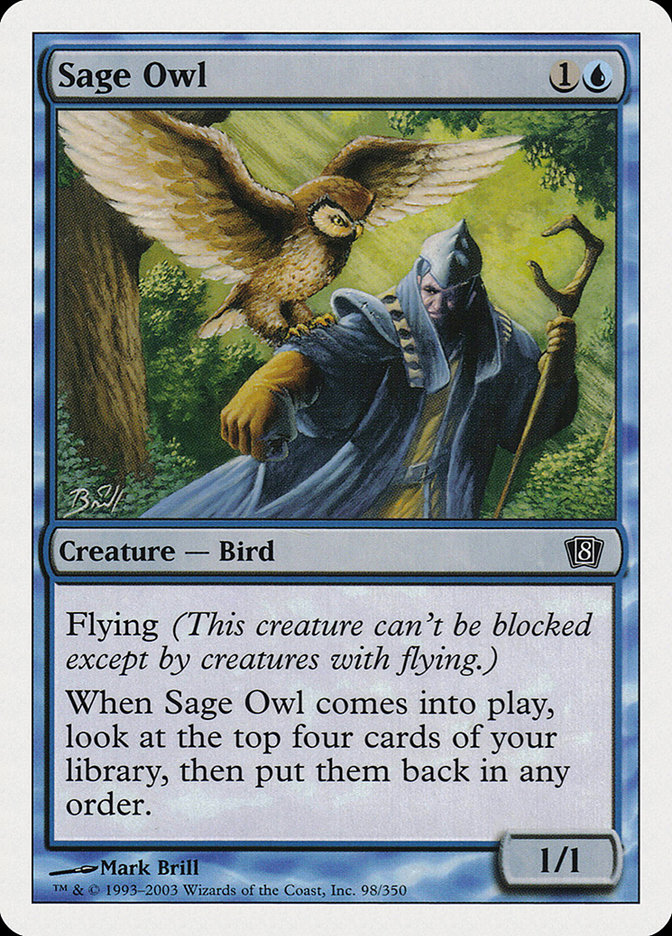 Sage Owl 1
Brill
Creature — Bird 8
Flying (This creature can't be blocked
except by creatures with flying.)
When Sage Owl comes into play,
look at the top four cards of your
library, then put them back in any
order.
1/1
Mark Brill
™ & © 1993–2003 Wizards of the Coast, Inc. 98/350